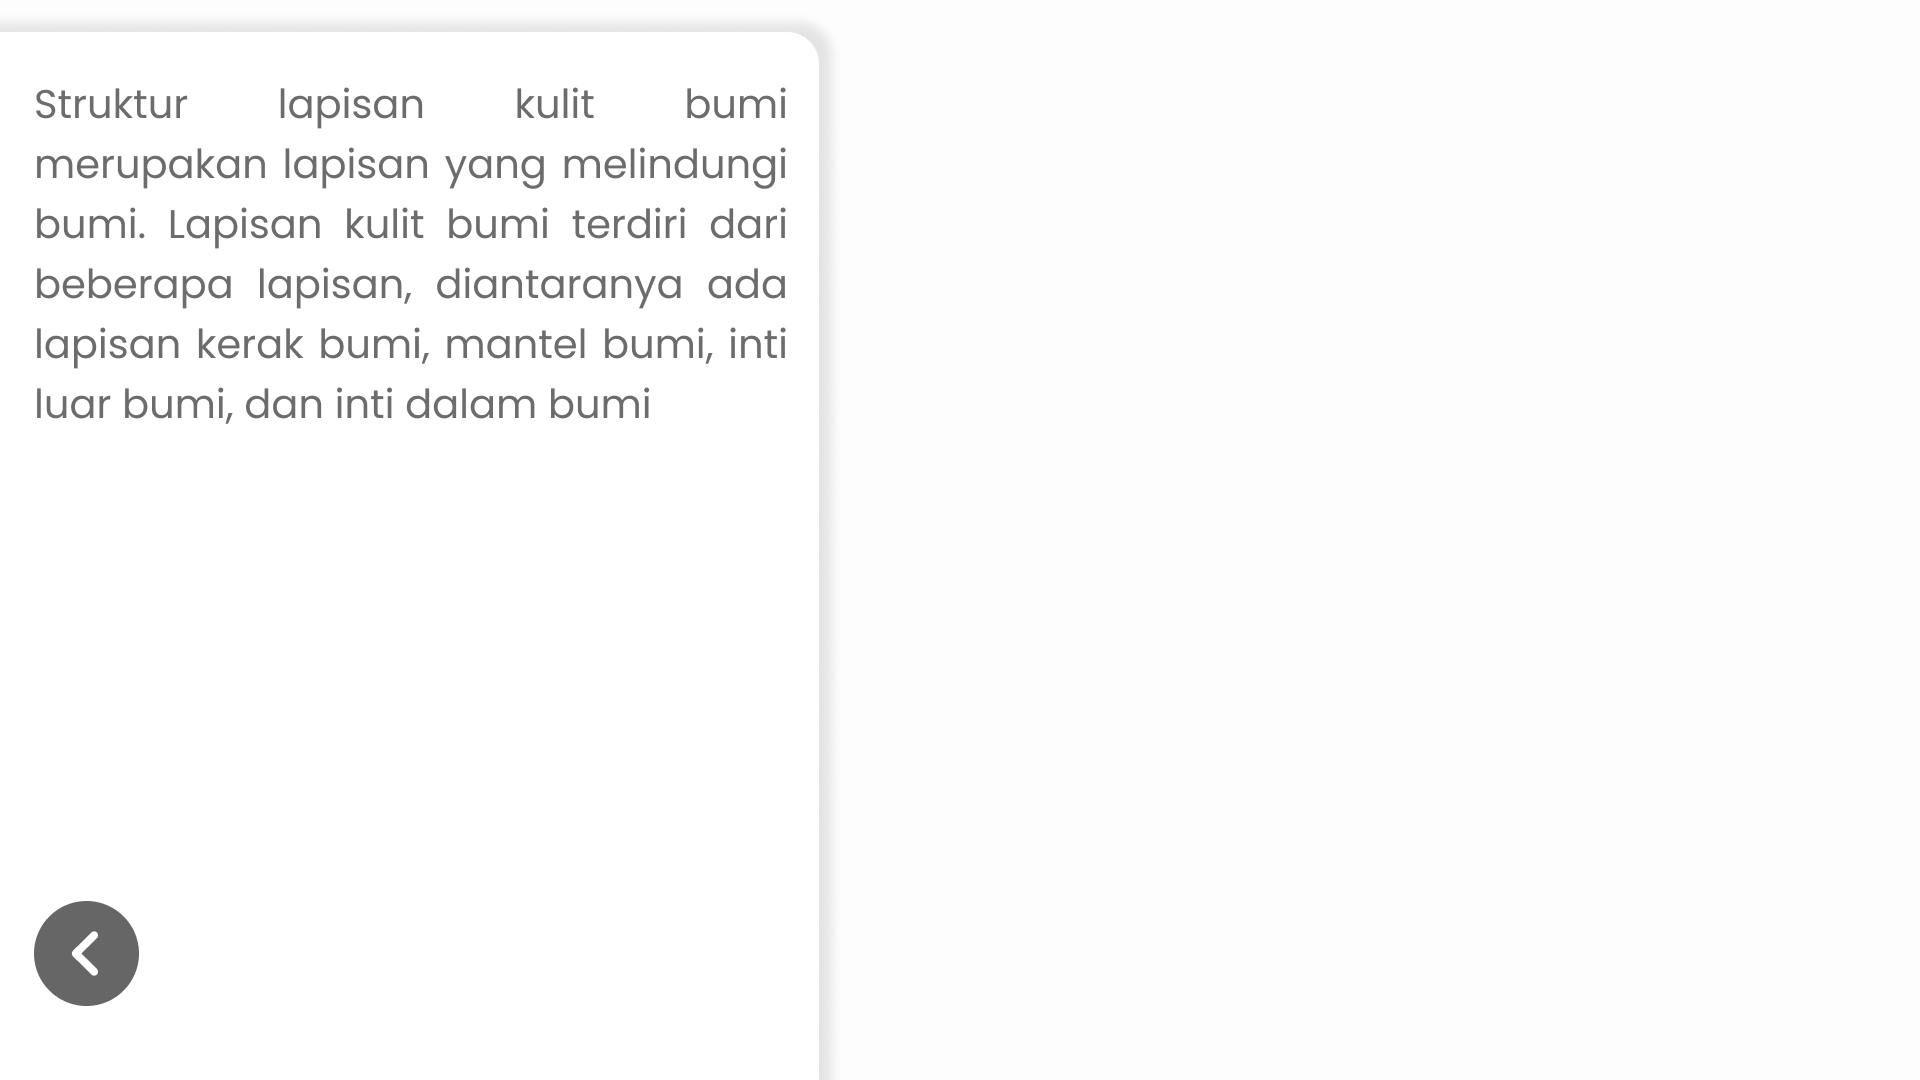 Struktur lapisan kulit bumi
merupakan lapisan yang melindungi
bumi. Lapisan kulit bumi terdiri dari
beberapa lapisan, diantaranya ada
lapisan kerak bumi, mantel bumi, inti
luar bumi, dan inti dalam bumi